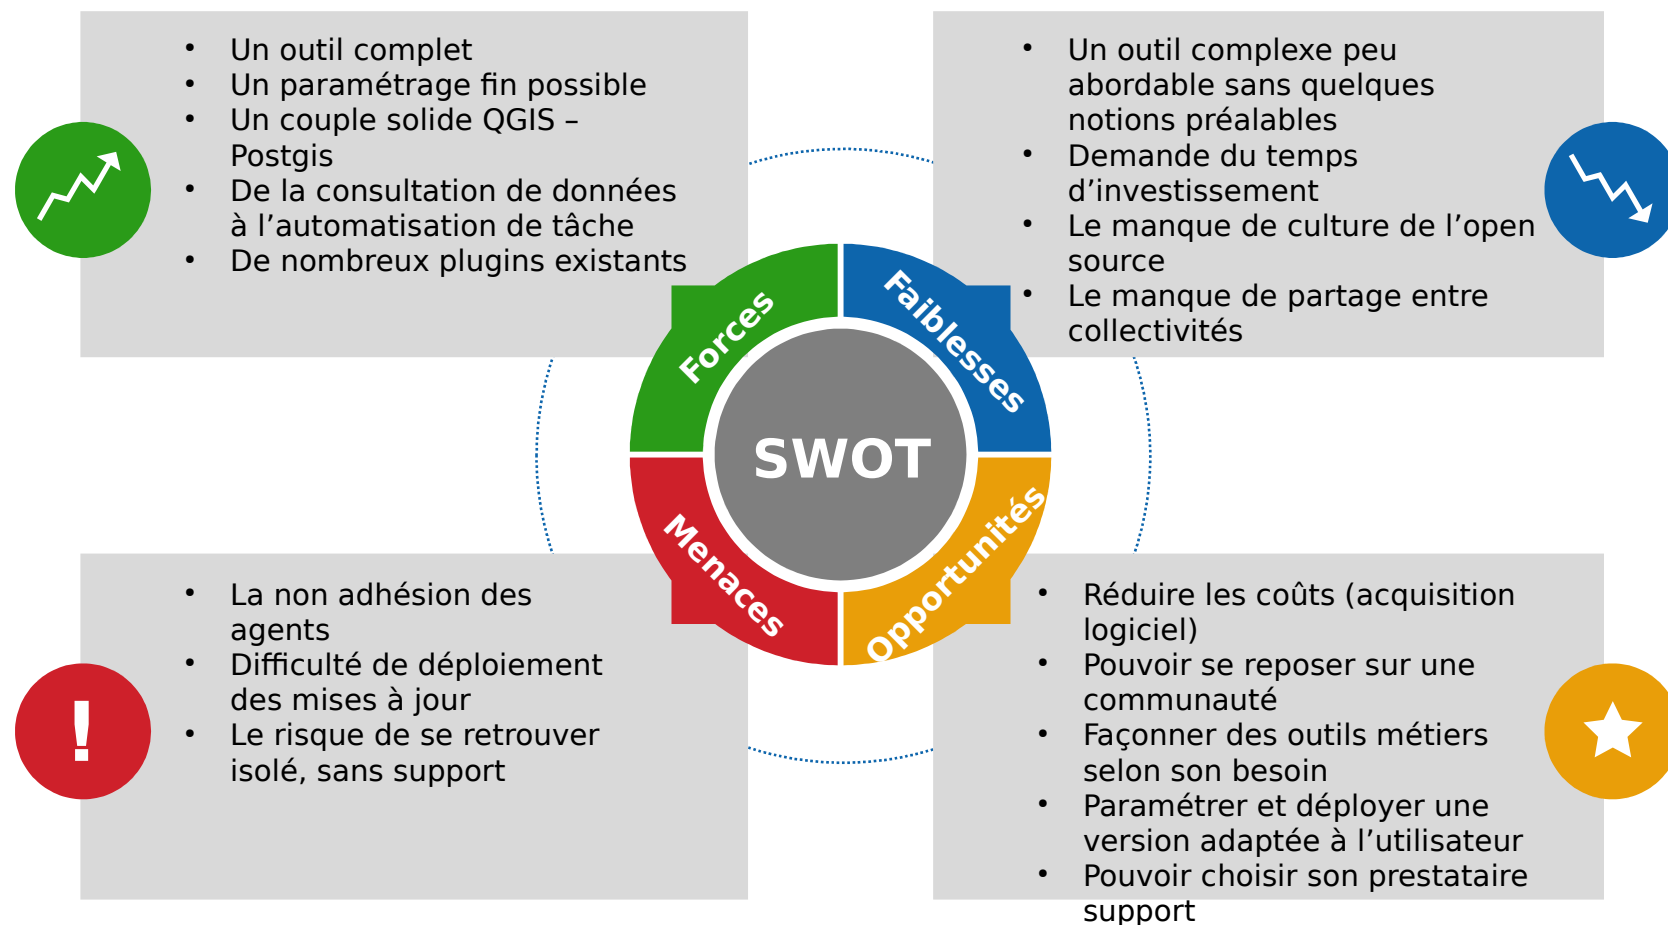 • Un outil complet
• Un paramétrage fin possible
• Un couple solide QGIS –
Postgis
• De la consultation de données
à l’automatisation de tâche
• De nombreux plugins existants
• Un outil complexe peu
abordable sans quelques
notions préalables
• Demande du temps
d’investissement
• Le manque de culture de l’open
source
• Le manque de partage entre
collectivités
Forces
Faiblesses
SWOT
Menaces
Opportunités
• La non adhésion des
agents
• Difficulté de déploiement
des mises à jour
• Le risque de se retrouver
isolé, sans support
!
• Réduire les coûts (acquisition
logiciel)
• Pouvoir se reposer sur une
communauté
• Façonner des outils métiers
selon son besoin
• Paramétrer et déployer une
version adaptée à l’utilisateur
• Pouvoir choisir son prestataire
support